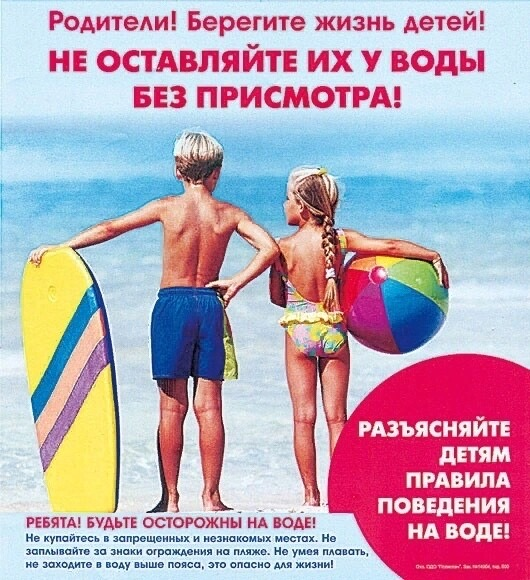 Родители! Берегите жизнь детей!
НЕ ОСТАВЛЯЙТЕ ИХ У ВОДЫ
БЕЗ ПРИСМОТРА!
РАЗЪЯСНЯЙТЕ
ДЕТЯМ
ПРАВИЛА
ПОВЕДЕНИЯ
НА ВОДЕ!
РЕБЯТА! БУДЬТЕ ОСТОРОЖНЫ НА ВОДЕ!
Не купайтесь в запрещенных и незнакомых местах. Не
заплывайте за знаки ограждения на пляже. Не умея плавать,
не заходите в воду выше пояса, это опасно для жизни!